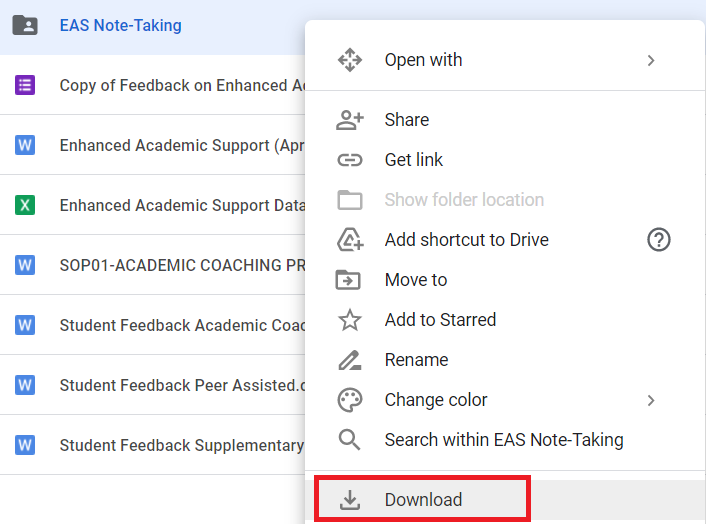 EAS Note-Taking
Copy of Feedback on Enhanced
Enhanced Academic Support (Apr
Enhanced Academic Support Data
SOP01-ACADEMIC COACHING PR
Student Feedback Academic Coac
Student Feedback Peer Assisted.
Student Feedback Supplementary
Open with
Share
Get link
Show folder location
Add shortcut to Drive
Move to
Add to Starred
Rename
Change color
Search within EAS Note-Taking
Download